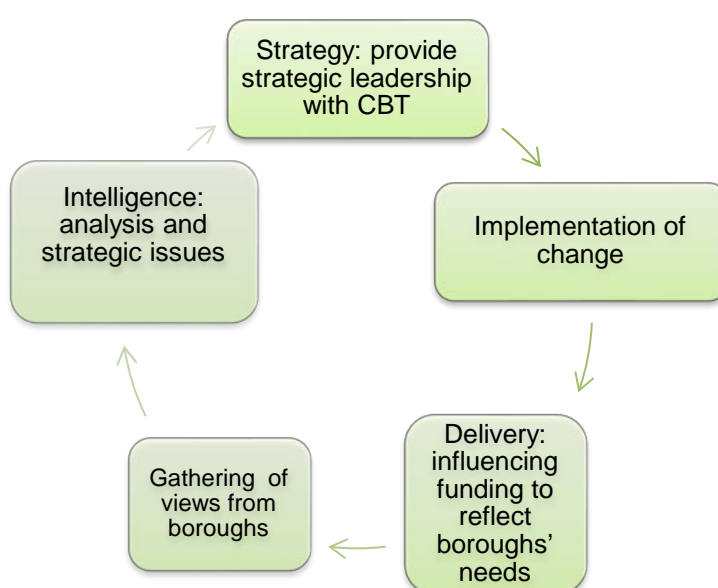 Strategy: provide
strategic leadership
with CBT
Implementation of
change
Delivery:
influencing
funding to
reflect
boroughs’
needs
Gathering of
views from
boroughs
Intelligence:
analysis and
strategic issues